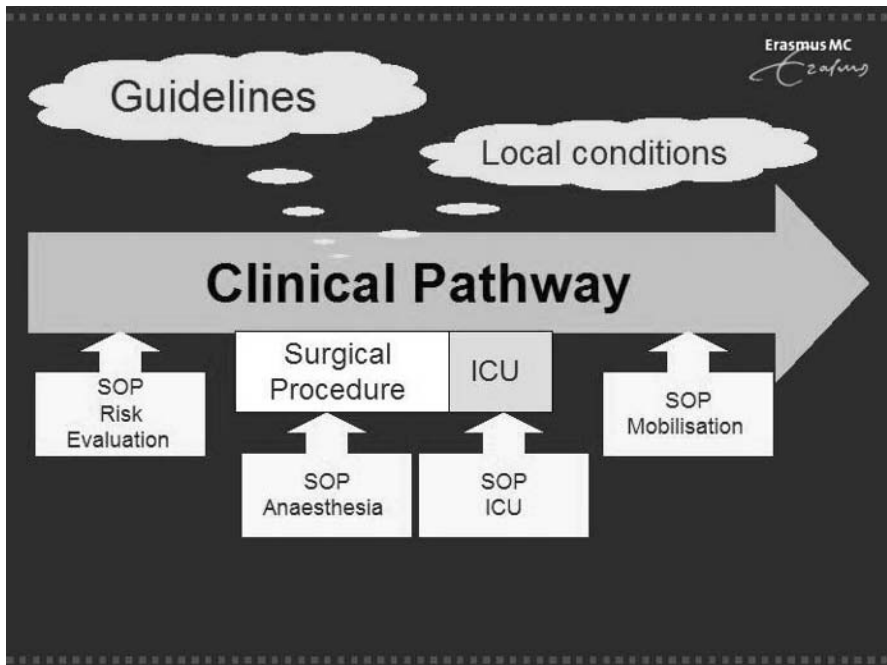 Erasmus MC
Erasmus
Guidelines
Local conditions
Clinical Pathway
Surgical
Procedure
ICU
SOP
Risk
Evaluation
SOP
Mobilisation
SOP
Anaesthesia
SOP
ICU